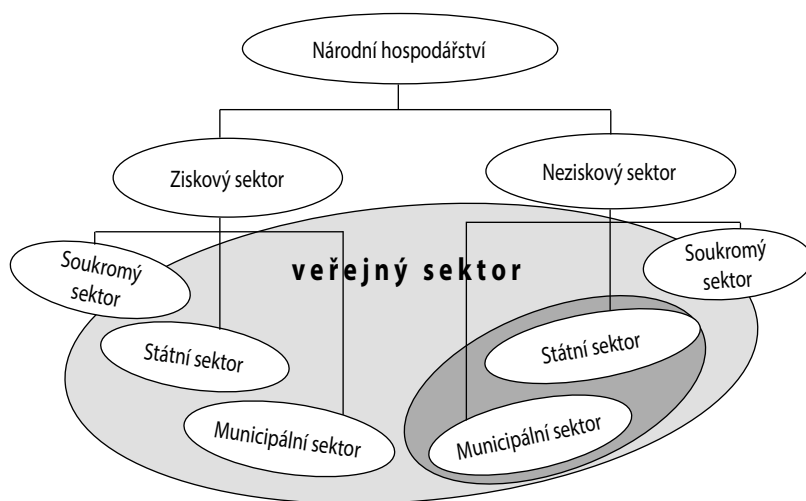 Národní hospodářství
Ziskový sektor
Neziskový sektor
veřejný sektor
Soukromý
sektor
Soukromý
sektor
Státní sektor
Státní sektor
Municipální sektor
Municipální sektor